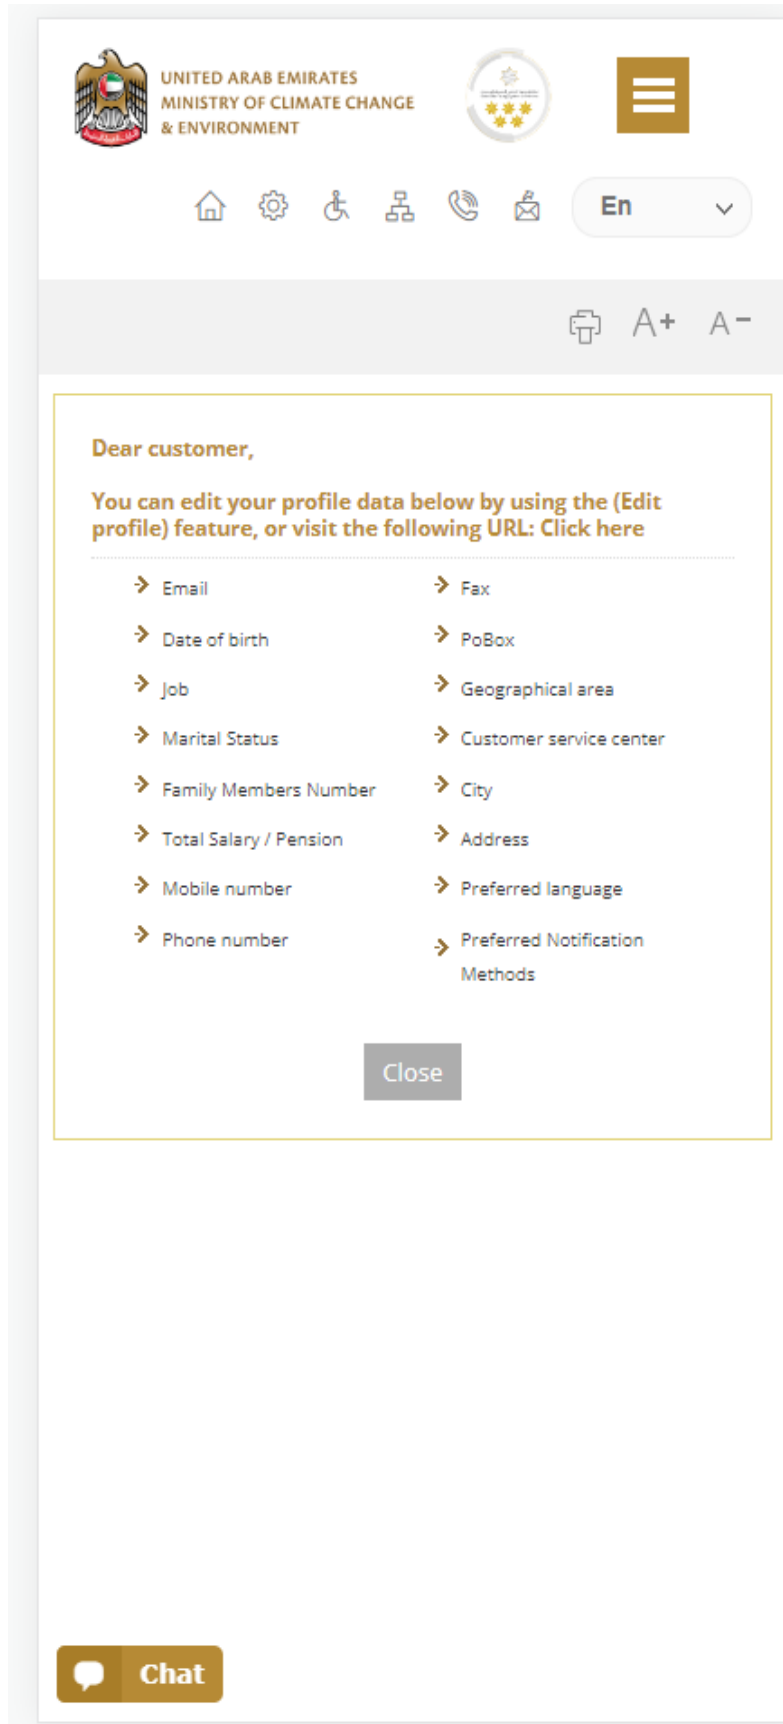 UNITED ARAB EMIRATES
MINISTRY OF CLIMATE CHANGE
& ENVIRONMENT
En
A+ A-
Dear customer,
You can edit your profile data below by using the (Edit
profile) feature, or visit the following URL: Click here
Email
Date of birth
Job
Marital Status
Family Members Number
Total Salary / Pension
Mobile number
Phone number
Fax
PoBox
Geographical area
Customer service center
City
Address
Preferred language
Preferred Notification
Methods
Close
Chat